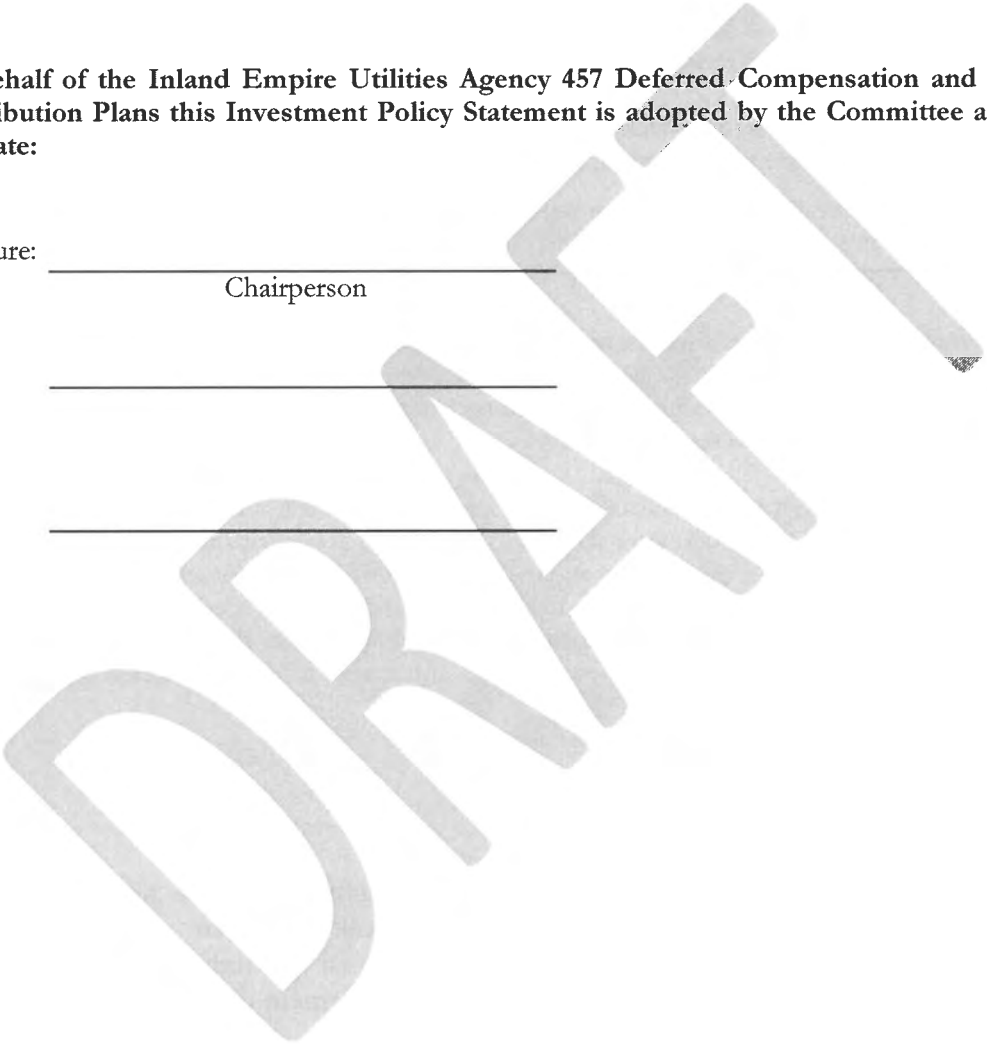 ehalf of the Inland Empire Utilities Agency 457 Deferred Compensation and
ibution Plans this Investment Policy Statement is adopted by the Committee a
ate:
ure:
Chairperson
DRAFT